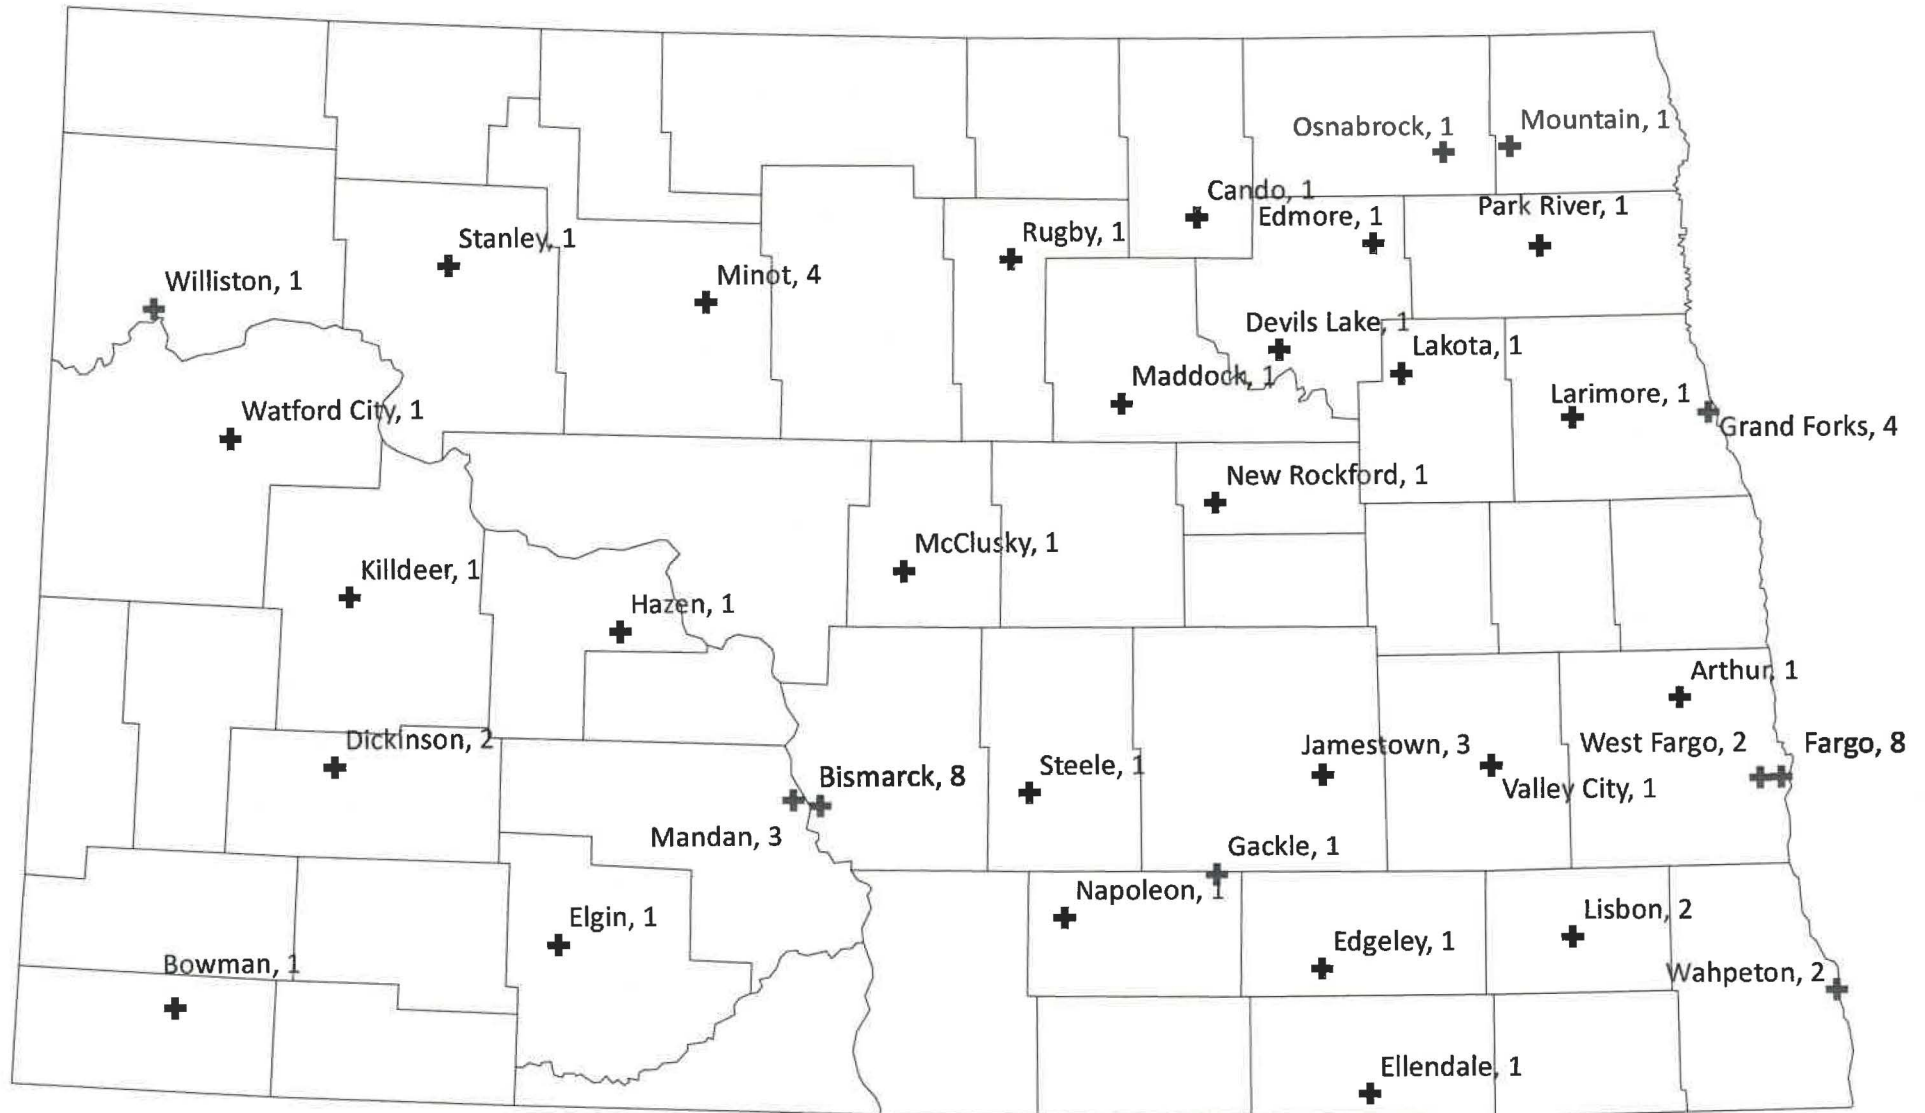 Osnabrock, 1
Mountain, 1
Cando, 1
Edmore, 1
Park River, 1
Stanley, 1
Rugby, 1
Williston, 1
Minot, 4
Devils Lake, 1
Lakota, 1
Maddock, 1
Larimore, 1
Watford City, 1
Grand Forks, 4
New Rockford, 1
McClusky, 1
Killdeer, 1
Hazen, 1
Arthur, 1
Dickinson, 2
Jamestown, 3
West Fargo, 2
Fargo, 8
Bismarck, 8
Steele, 1
Valley City, 1
Mandan, 3
Gackle, 1
Napoleon, 1
Elgin, 1
Lisbon, 2
Edgeley, 1
Bowman, 1
Wahpeton, 2
Ellendale, 1